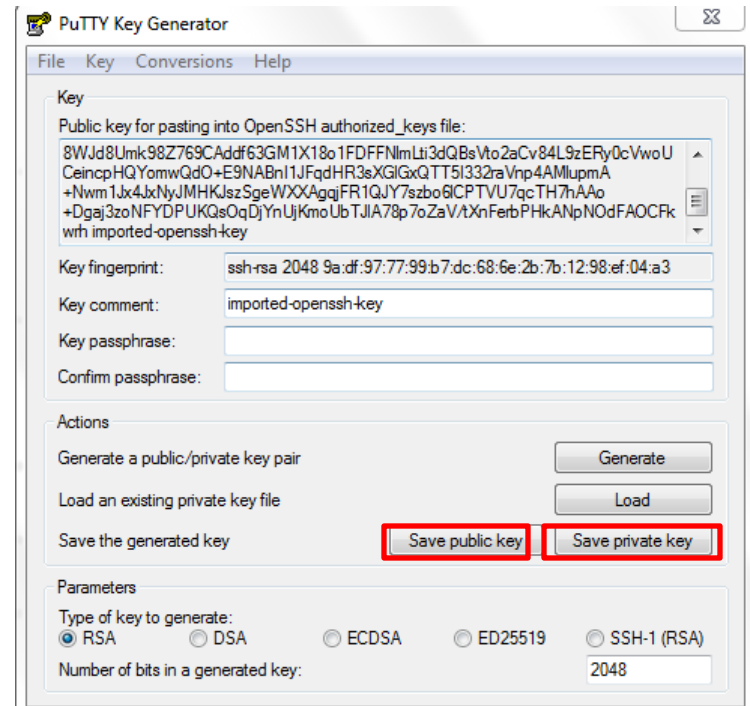 PuTTY Key Generator
File Key Conversions Help
Key
Public key for pasting into OpenSSH authorized_keys file:
8WJd8Umk98Z769CAddf63GM1X18o1FDFFNlmLti3dQBsVto2aCv84L9zERy0cVwoU
CeincpHQYomwQdO+E9NABnI1JFqdHR3sXGlGxQTT5I332raVnp4AMlupmA
+Nwm1Jx4JxNyJMHKJszSgeWXXAgqjFR1QJY7szbo6lCPTVU7qcTH7hAAo
+Dgaj3zoNFYDPUKQsOqDjYnUjKmoUbTJlA78p7oZaV/tXnFerbPHkANpNOdFAOCFk
wrh imported-openssh-key
Key fingerprint: ssh-rsa 2048 9a:df:97:77:99:b7:dc:68:6e:2b:7b:12:98:ef:04:a3
Key comment: imported-openssh-key
Key passphrase:
Confirm passphrase:
Actions
Generate a public/private key pair Generate
Load an existing private key file Load
Save the generated key Save public key Save private key
Parameters
Type of key to generate:
RSA DSA ECDSA ED25519 SSH-1 (RSA)
Number of bits in a generated key: 2048